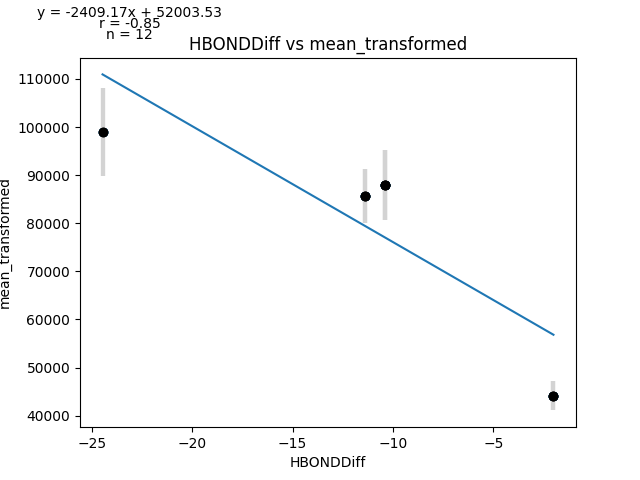 y = -2409.17x + 52003.53
r = -0.85
n = 12
HBONDDiff vs mean_transformed
mean_transformed
110000
100000
90000
80000
70000
60000
50000
40000
−25
−20
−15
−10
−5
HBONDDiff